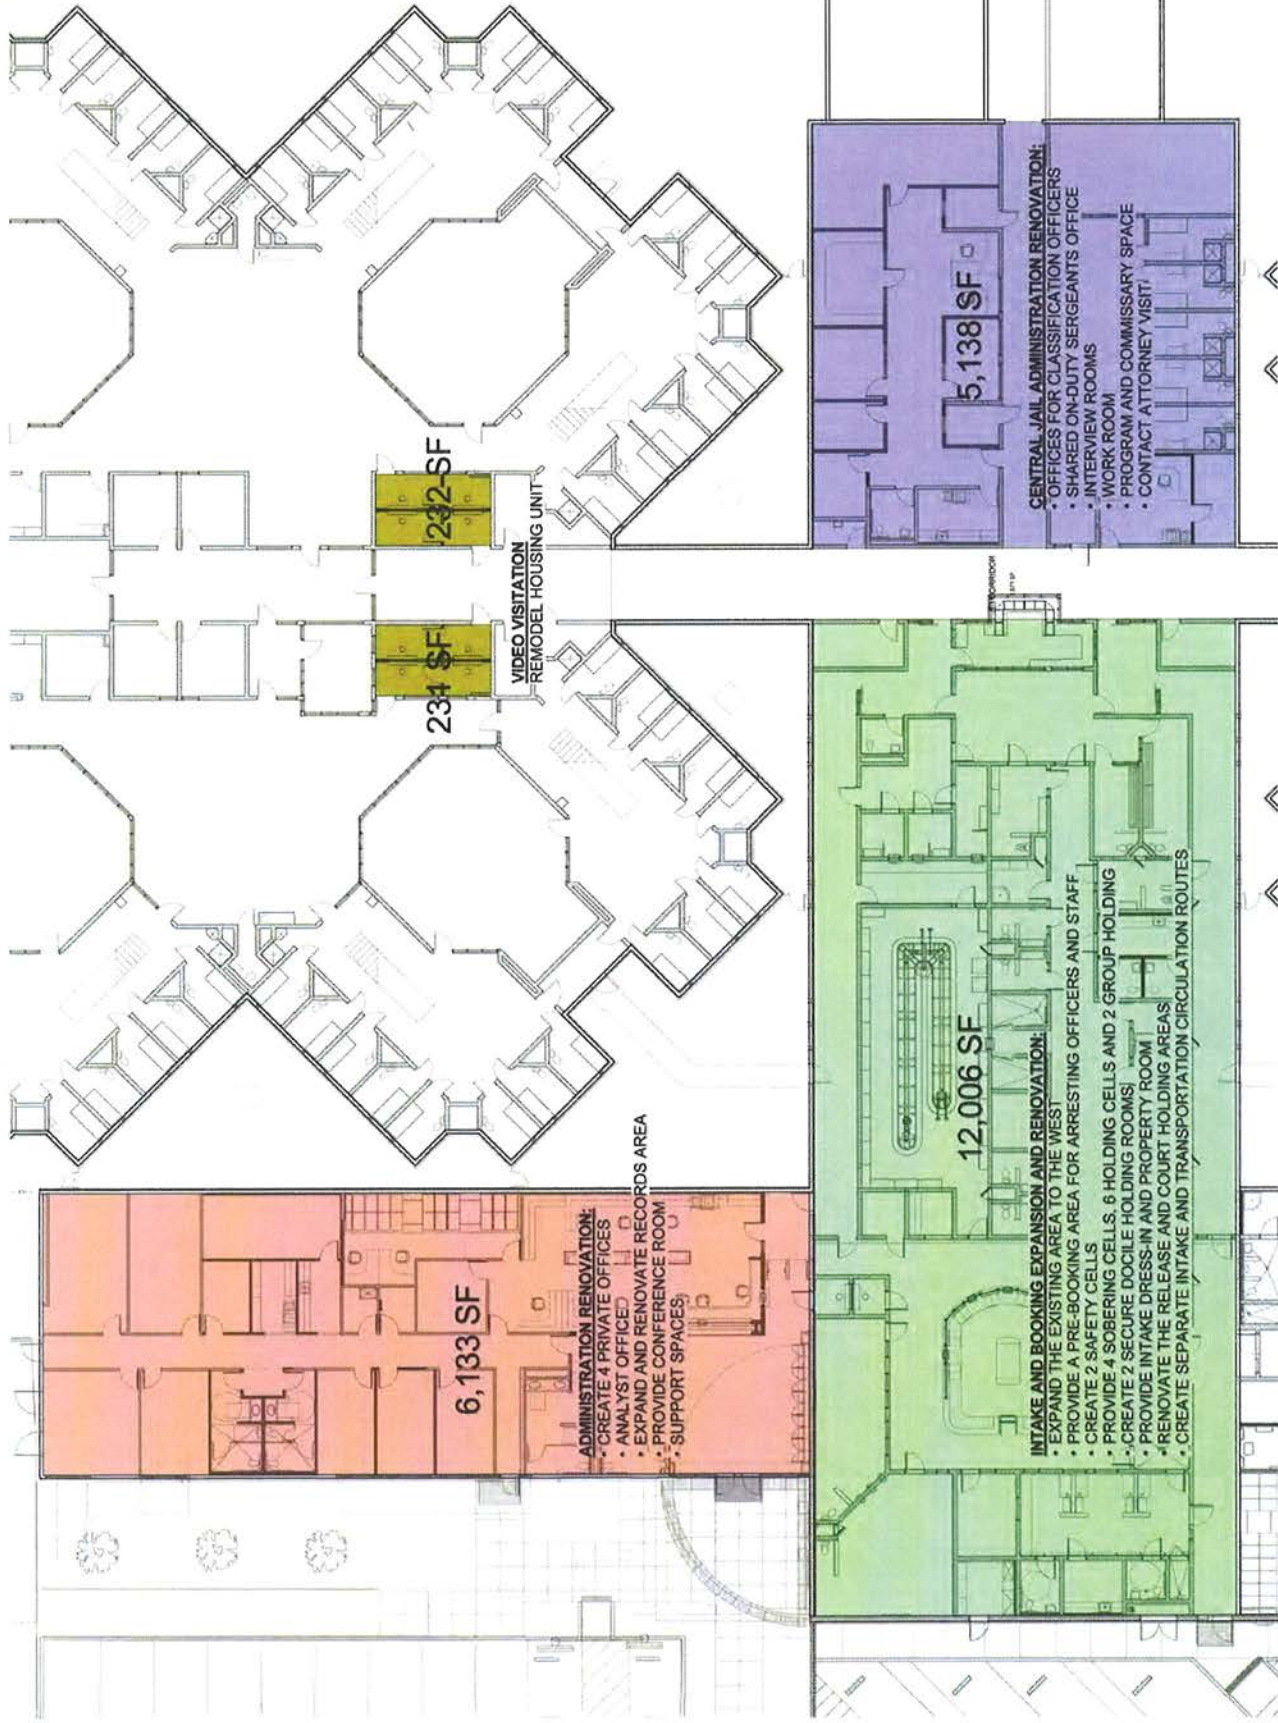 6,133 SF
ADMINISTRATION RENOVATION:
• CREATE 4 PRIVATE OFFICES
• ANALYST OFFICE
• EXPAND AND RENOVATE RECORDS AREA
• PROVIDE CONFERENCE ROOM
• SUPPORT SPACES
234 SF
232 SF
VIDEO VISITATION
REMODEL HOUSING UNIT
12,006 SF
INTAKE AND BOOKING EXPANSION AND RENOVATION:
• EXPAND THE EXISTING AREA TO THE WEST
• PROVIDE A PRE-BOOKING AREA FOR ARRESTING OFFICERS AND STAFF
• CREATE 2 SAFETY CELLS
• PROVIDE 4 SOBERING CELLS, 6 HOLDING CELLS AND 2 GROUP HOLDING
• CREATE 2 SECURE DOCILE HOLDING ROOMS
• PROVIDE INTAKE DRESS-IN AND PROPERTY ROOM
• RENOVATE THE RELEASE AND COURT HOLDING AREAS
• CREATE SEPARATE INTAKE AND TRANSPORTATION CIRCULATION ROUTES
CORRIDOR
5,138 SF
CENTRAL JAIL ADMINISTRATION RENOVATION:
• OFFICES FOR CLASSIFICATION OFFICERS
• SHARED ON-DUTY SERGEANTS OFFICE
• INTERVIEW ROOMS
• WORK ROOM
• PROGRAM AND COMMISSARY SPACE
• CONTACT ATTORNEY VISIT